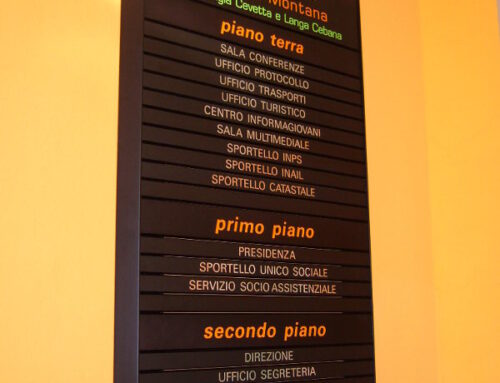 Montana
Cevetta e Langa Cebana
piano terra
SALA CONFERENZE
UFFICIO PROTOCOLLO
UFFICIO TRASPORTI
UFFICIO TURISTICO
CENTRO INFORMAGIOVANI
SALA MULTIMEDIALE
SPORTELLO INPS
SPORTELLO INAIL
SPORTELLO CATASTALE
primo piano
PRESIDENZA
SPORTELLO UNICO SOCIALE
SERVIZIO SOCIO ASSISTENZIALE
secondo piano
DIREZIONE
UFFICIO SEGRETERIA